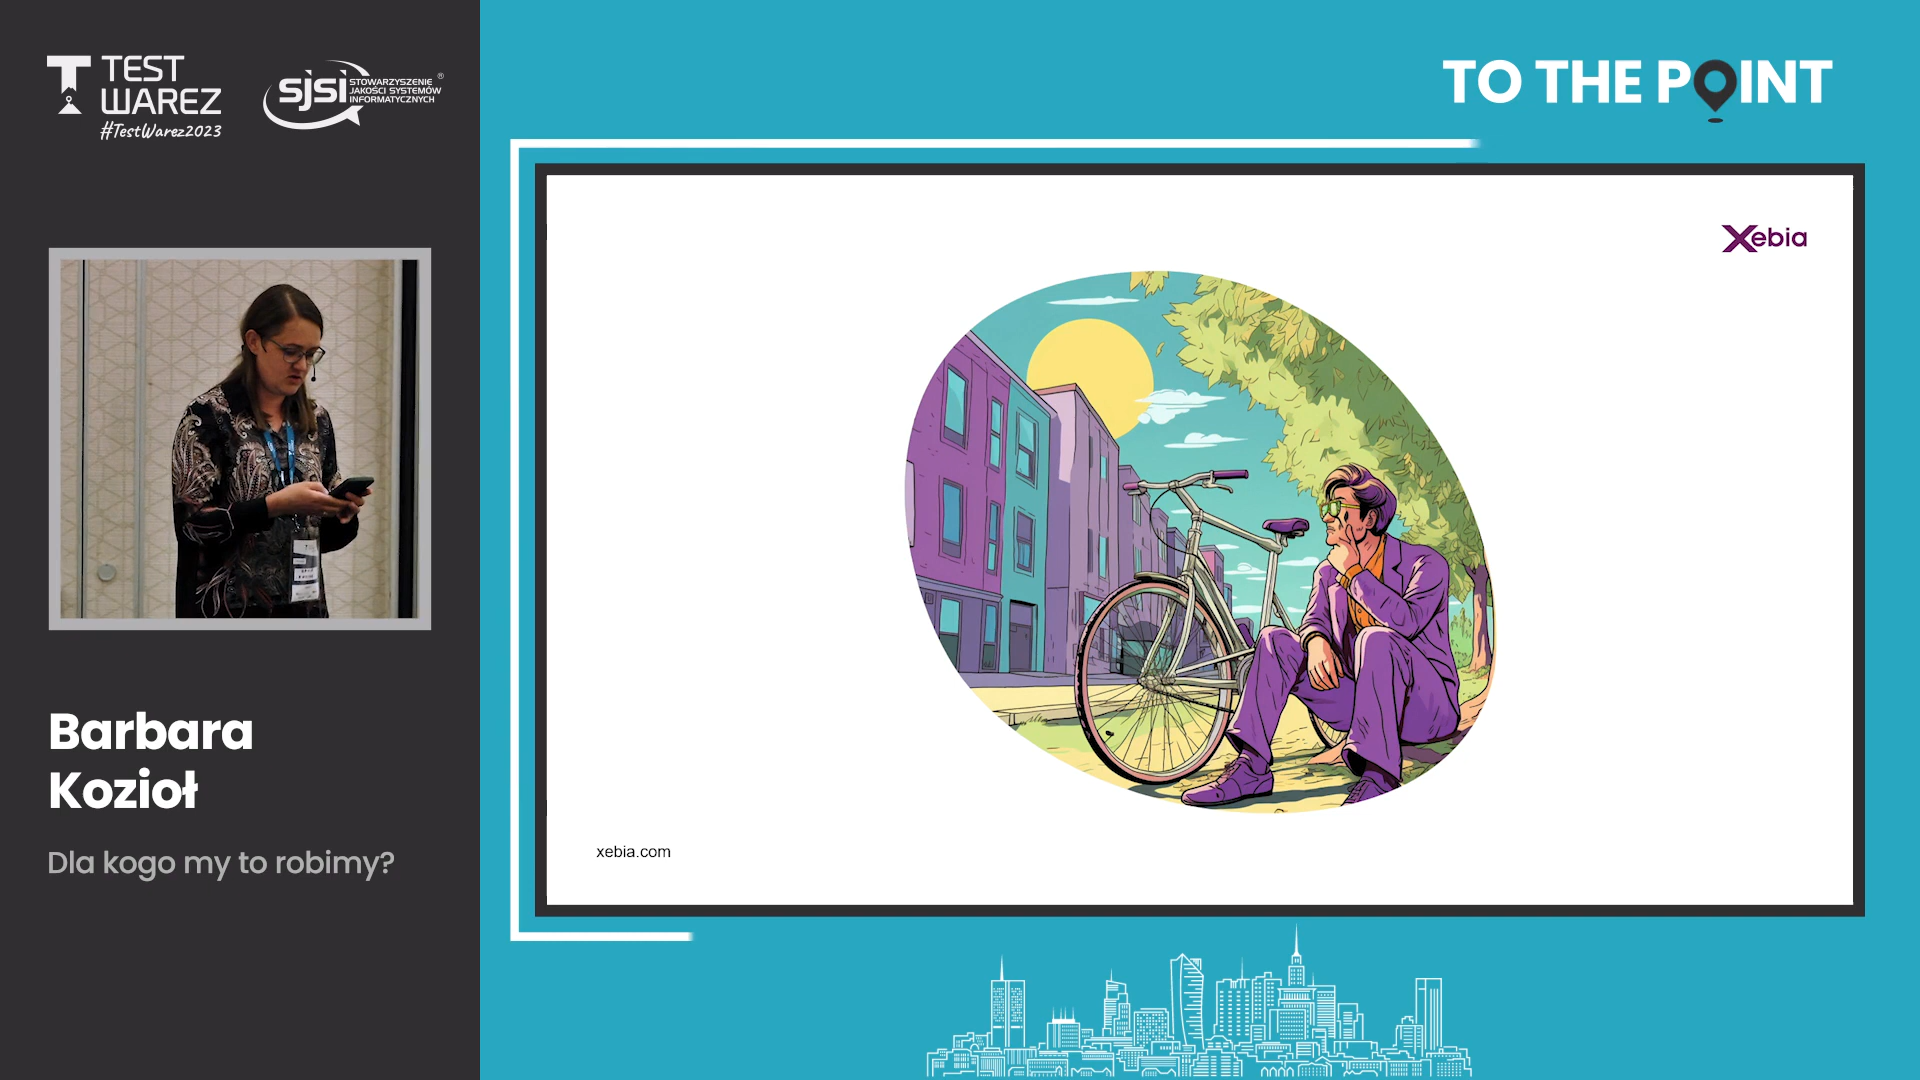 TEST
WAREZ
#TestWarez2023
sjsi
STOWARZYSZENIE
JAKOŚCI SYSTEMÓW
INFORMATYCZNYCH
®
TO THE POINT
Xebia
Barbara
Kozioł
Dla kogo my to robimy?
xebia.com